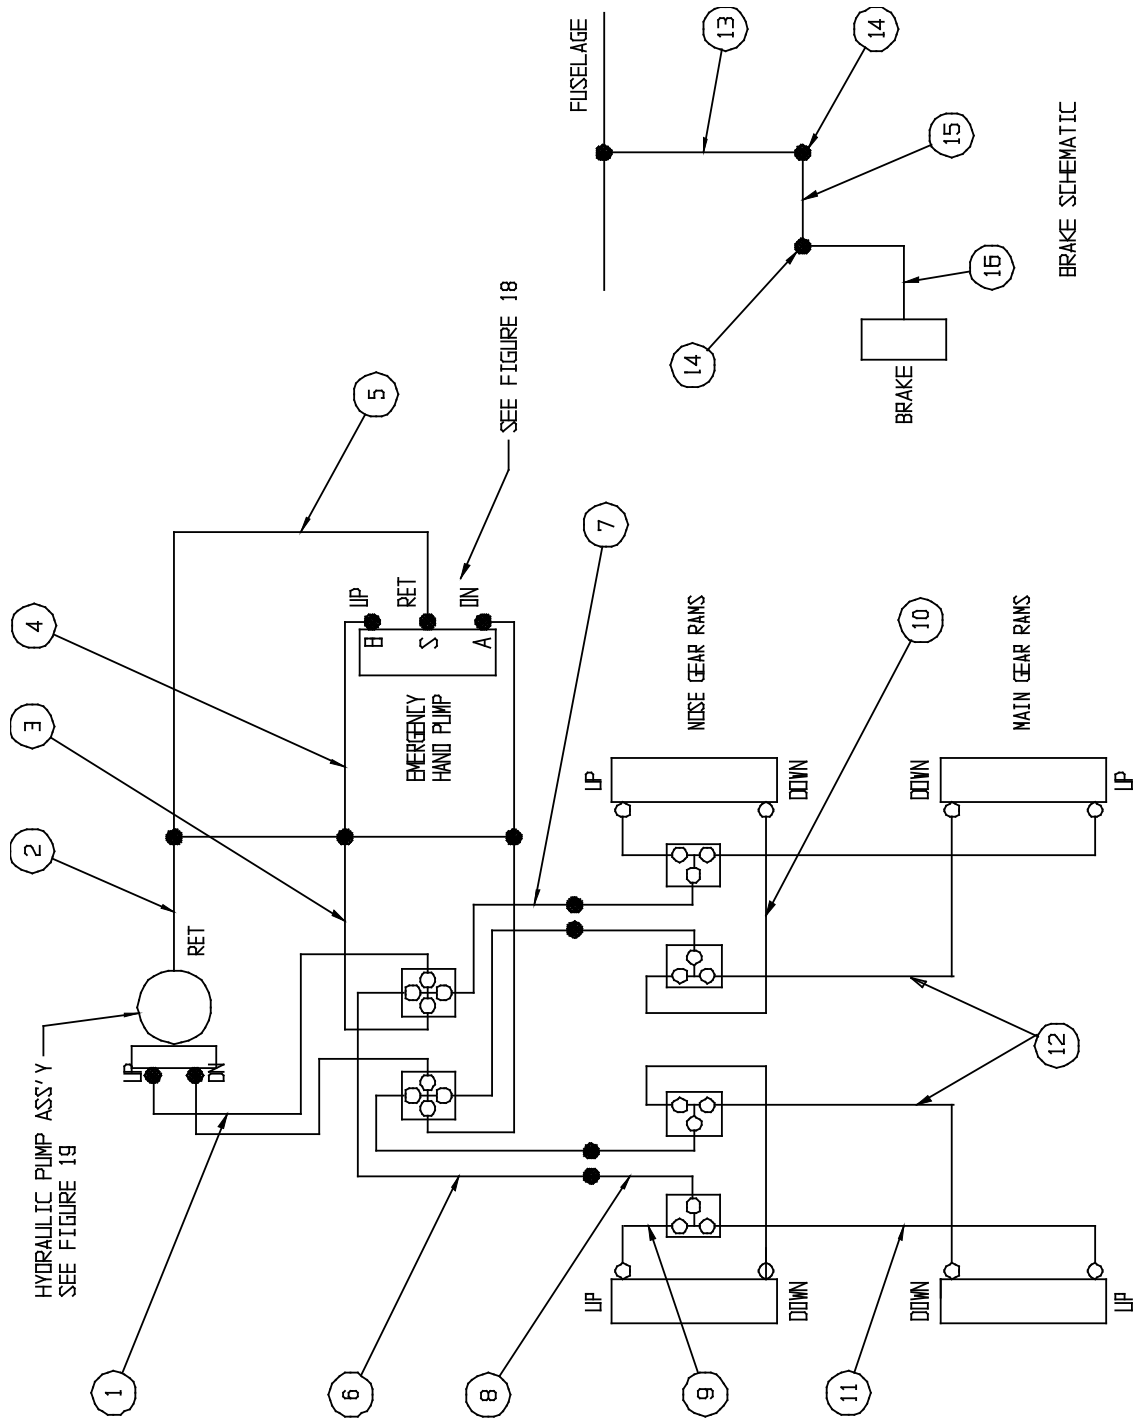 HYDRAULIC PUMP ASS'Y
SEE FIGURE 19
UP
DN
RET
1
2
3
4
5
UP
RET
DN
B
S
A
EMERGENCY
HAND PUMP
SEE FIGURE 18
6
7
8
UP
DOWN
UP
DOWN
NOSE GEAR RAMS
9
10
DOWN
UP
DOWN
UP
MAIN GEAR RAMS
11
12
FUSELAGE
13
14
15
14
16
BRAKE
BRAKE SCHEMATIC